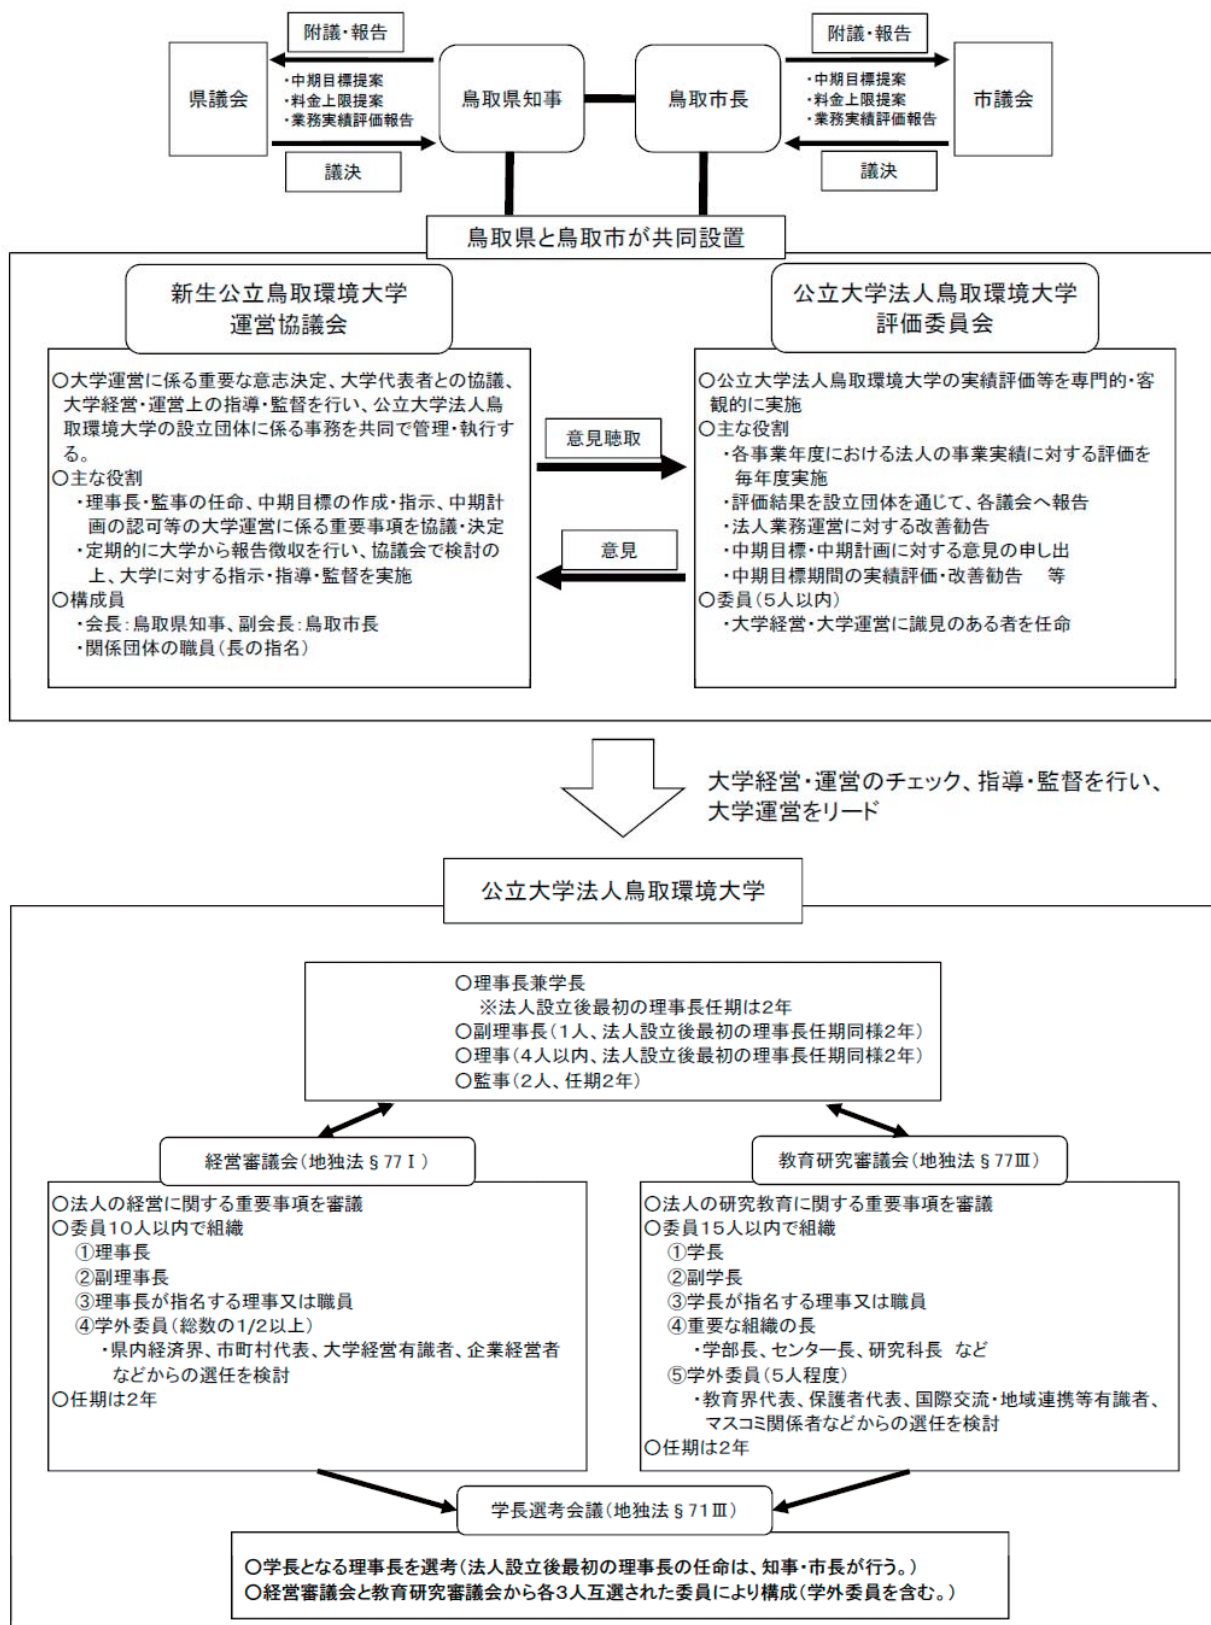 附議・報告
附議・報告
県議会
・中期目標提案
・料金上限提案
・業務実績評価報告
鳥取県知事
鳥取市長
・中期目標提案
・料金上限提案
・業務実績評価報告
市議会
議決
議決
鳥取県と鳥取市が共同設置
新生公立鳥取環境大学
運営協議会
○大学運営に係る重要な意志決定、大学代表者との協議、
大学経営・運営上の指導・監督を行い、公立大学法人鳥
取環境大学の設立団体に係る事務を共同で管理・執行す
る。
○主な役割
・理事長・監事の任命、中期目標の作成・指示、中期計
画の認可等の大学運営に係る重要事項を協議・決定
・定期的に大学から報告徴収を行い、協議会で検討の
上、大学に対する指示・指導・監督を実施
○構成員
・会長：鳥取県知事、副会長：鳥取市長
・関係団体の職員（長の指名）
意見聴取
意見
公立大学法人鳥取環境大学
評価委員会
○公立大学法人鳥取環境大学の実績評価等を専門的・客
観的に実施
○主な役割
・各事業年度における法人の事業実績に対する評価を
毎年度実施
・評価結果を設立団体を通じて、各議会へ報告
・法人業務運営に対する改善勧告
・中期目標・中期計画に対する意見の申し出
・中期目標期間の実績評価・改善勧告　等
○委員（５人以内）
・大学経営・大学運営に識見のある者を任命
大学経営・運営のチェック、指導・監督を行い、
大学運営をリード
公立大学法人鳥取環境大学
○理事長兼学長
※法人設立後最初の理事長任期は２年
○副理事長（１人、法人設立後最初の理事長任期同様２年）
○理事（４人以内、法人設立後最初の理事長任期同様２年）
○監事（２人、任期２年）
経営審議会（地独法§77Ⅰ）
○法人の経営に関する重要事項を審議
○委員１０人以内で組織
①理事長
②副理事長
③理事長が指名する理事又は職員
④学外委員（総数の1/2以上）
・県内経済界、市町村代表、大学経営有識者、企業経営者
などからの選任を検討
○任期は２年
教育研究審議会（地独法§77Ⅲ）
○法人の研究教育に関する重要事項を審議
○委員１５人以内で組織
①学長
②副学長
③学長が指名する理事又は職員
④重要な組織の長
・学部長、センター長、研究科長　など
⑤学外委員（５人程度）
・教育界代表、保護者代表、国際交流・地域連携等有識者、
マスコミ関係者などからの選任を検討
○任期は２年
学長選考会議（地独法§71Ⅲ）
○学長となる理事長を選考（法人設立後最初の理事長の任命は、知事・市長が行う。）
○経営審議会と教育研究審議会から各３人互選された委員により構成（学外委員を含む。）